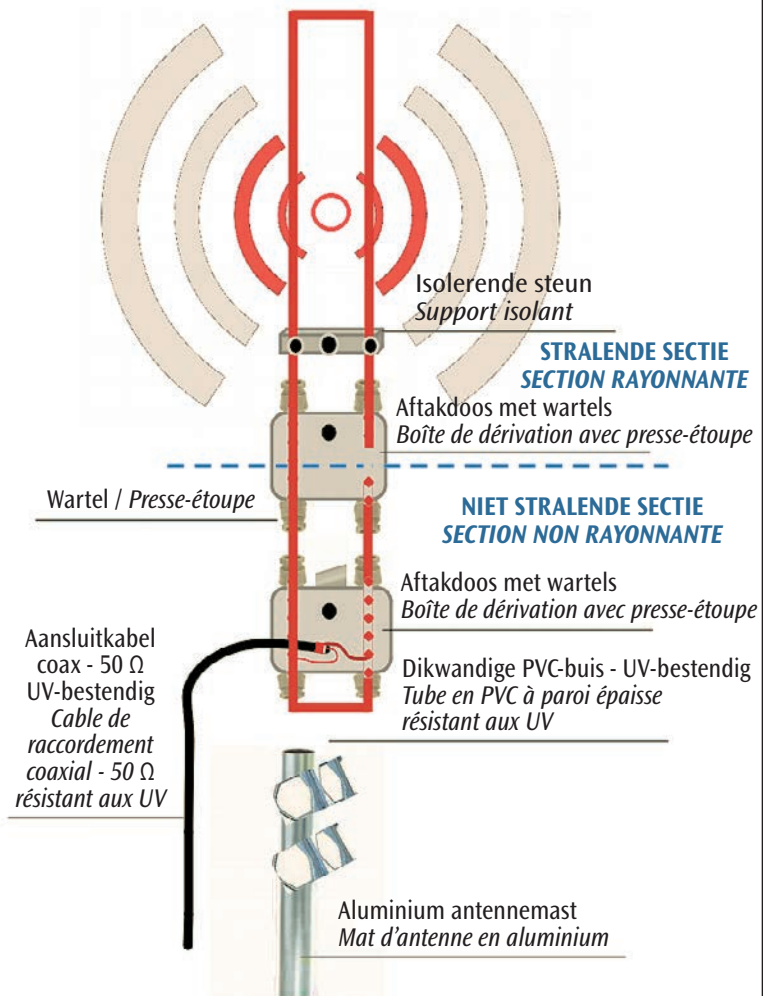 Isolerende steun
Support isolant
STRALENDE SECTIE
SECTION RAYONNANTE
Aftakdoos met wartels
Boîte de dérivation avec presse-étoupe
Wartel / Presse-étoupe
NIET STRALENDE SECTIE
SECTION NON RAYONNANTE
Aftakdoos met wartels
Boîte de dérivation avec presse-étoupe
Aansluitkabel
coax - 50 Ω
UV-bestendig
Cable de
raccordement
coaxial - 50 Ω
résistant aux UV
Dikwandige PVC-buis - UV-bestendig
Tube en PVC à paroi épaisse
résistant aux UV
Aluminium antennemast
Mat d'antenne en aluminium